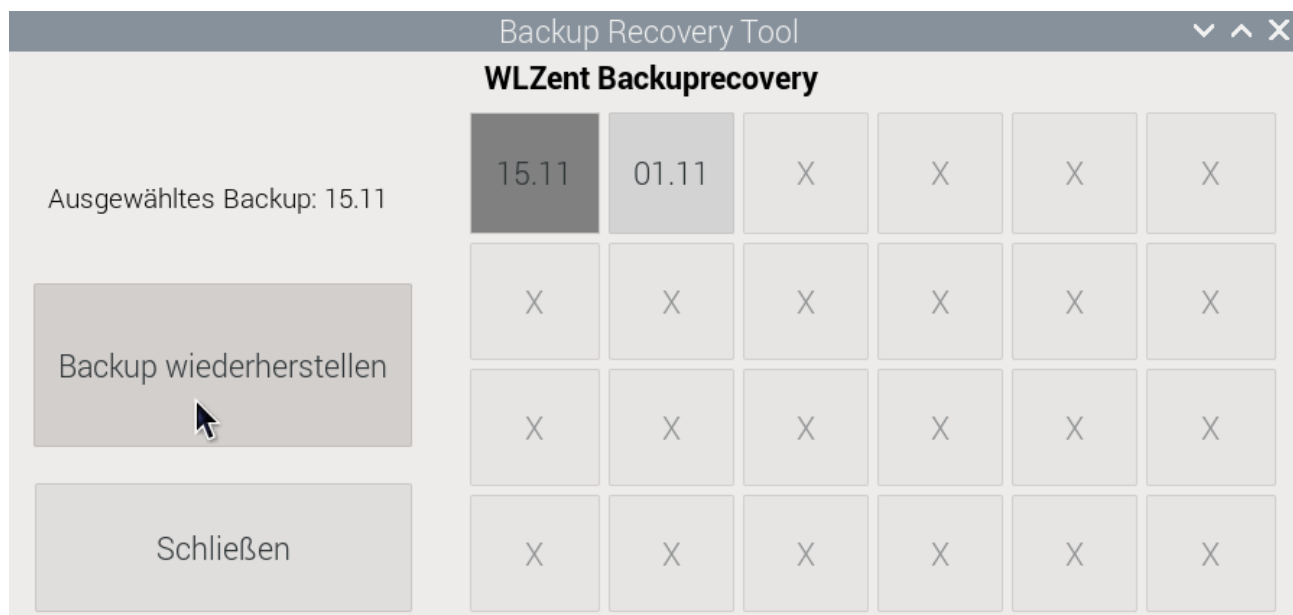 Backup Recovery Tool
WLZent Backuprecovery
Ausgewähltes Backup: 15.11
Backup wiederherstellen
Schließen
15.11 01.11 X X X X
X X X X X X
X X X X X X
X X X X X X